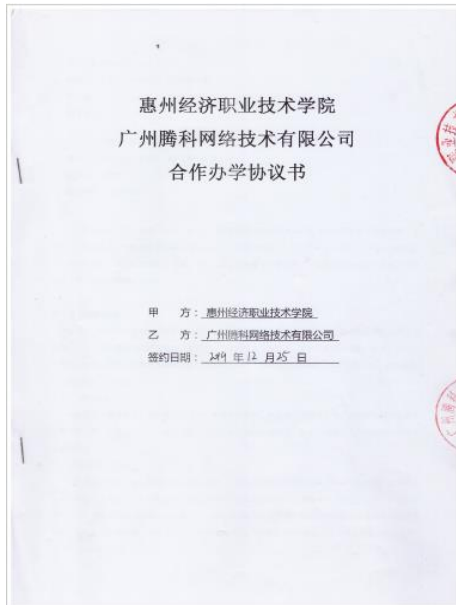 惠州经济职业技术学院
广州腾科网络技术有限公司
合作办学协议书
甲 方：惠州经济职业技术学院
乙 方：广州腾科网络技术有限公司
签约日期：2019 年 12 月 25 日